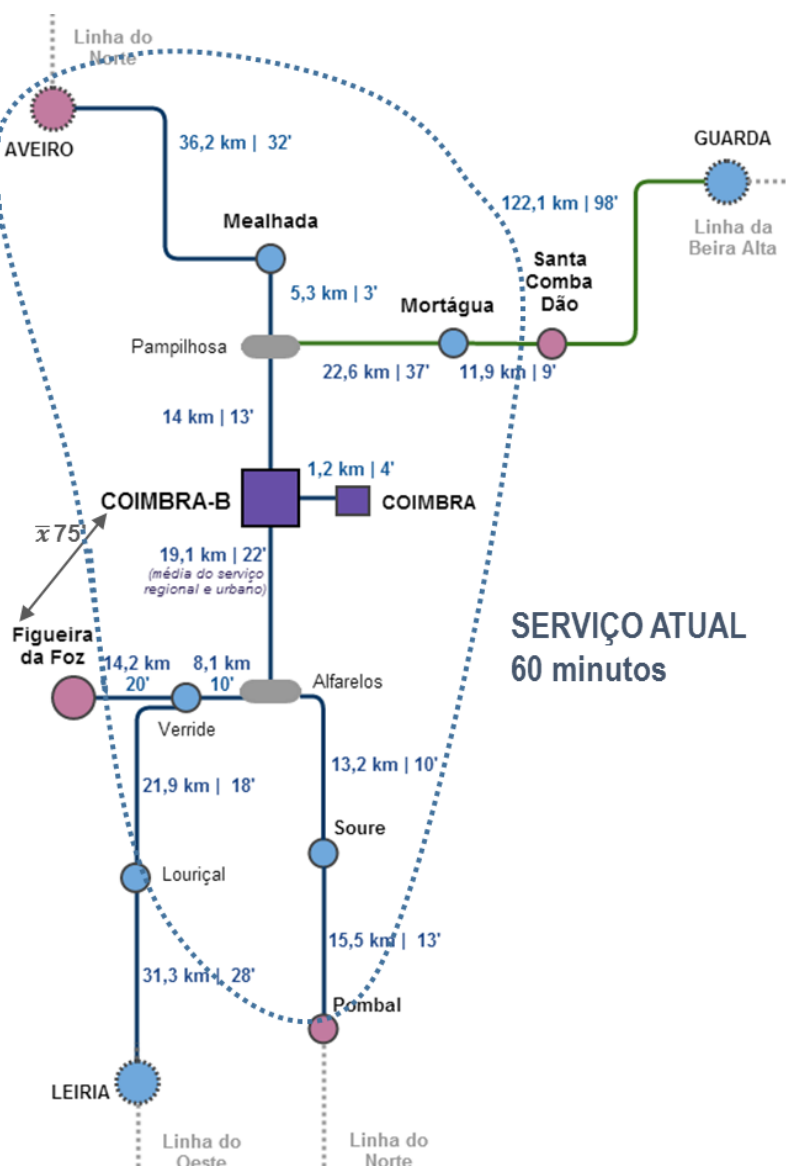 Linha do
Norte
AVEIRO
36,2 km | 32'
GUARDA
122,1 km | 98'
Linha da
Beira Alta
Mealhada
Santa
Comba
Dão
5,3 km | 3'
Mortágua
Pampilhosa
22,6 km | 37'
11,9 km | 9'
14 km | 13'
1,2 km | 4'
COIMBRA-B
COIMBRA
x̅ 75'
19,1 km | 22'
(média do serviço
regional e urbano)
SERVIÇO ATUAL
60 minutos
Figueira
da Foz
14,2 km
20'
8,1 km
10'
Alfarelos
Verride
13,2 km | 10'
21,9 km | 18'
Soure
Louriçal
15,5 km | 13'
31,3 km | 28'
Pombal
LEIRIA
Linha do
Oeste
Linha do
Norte